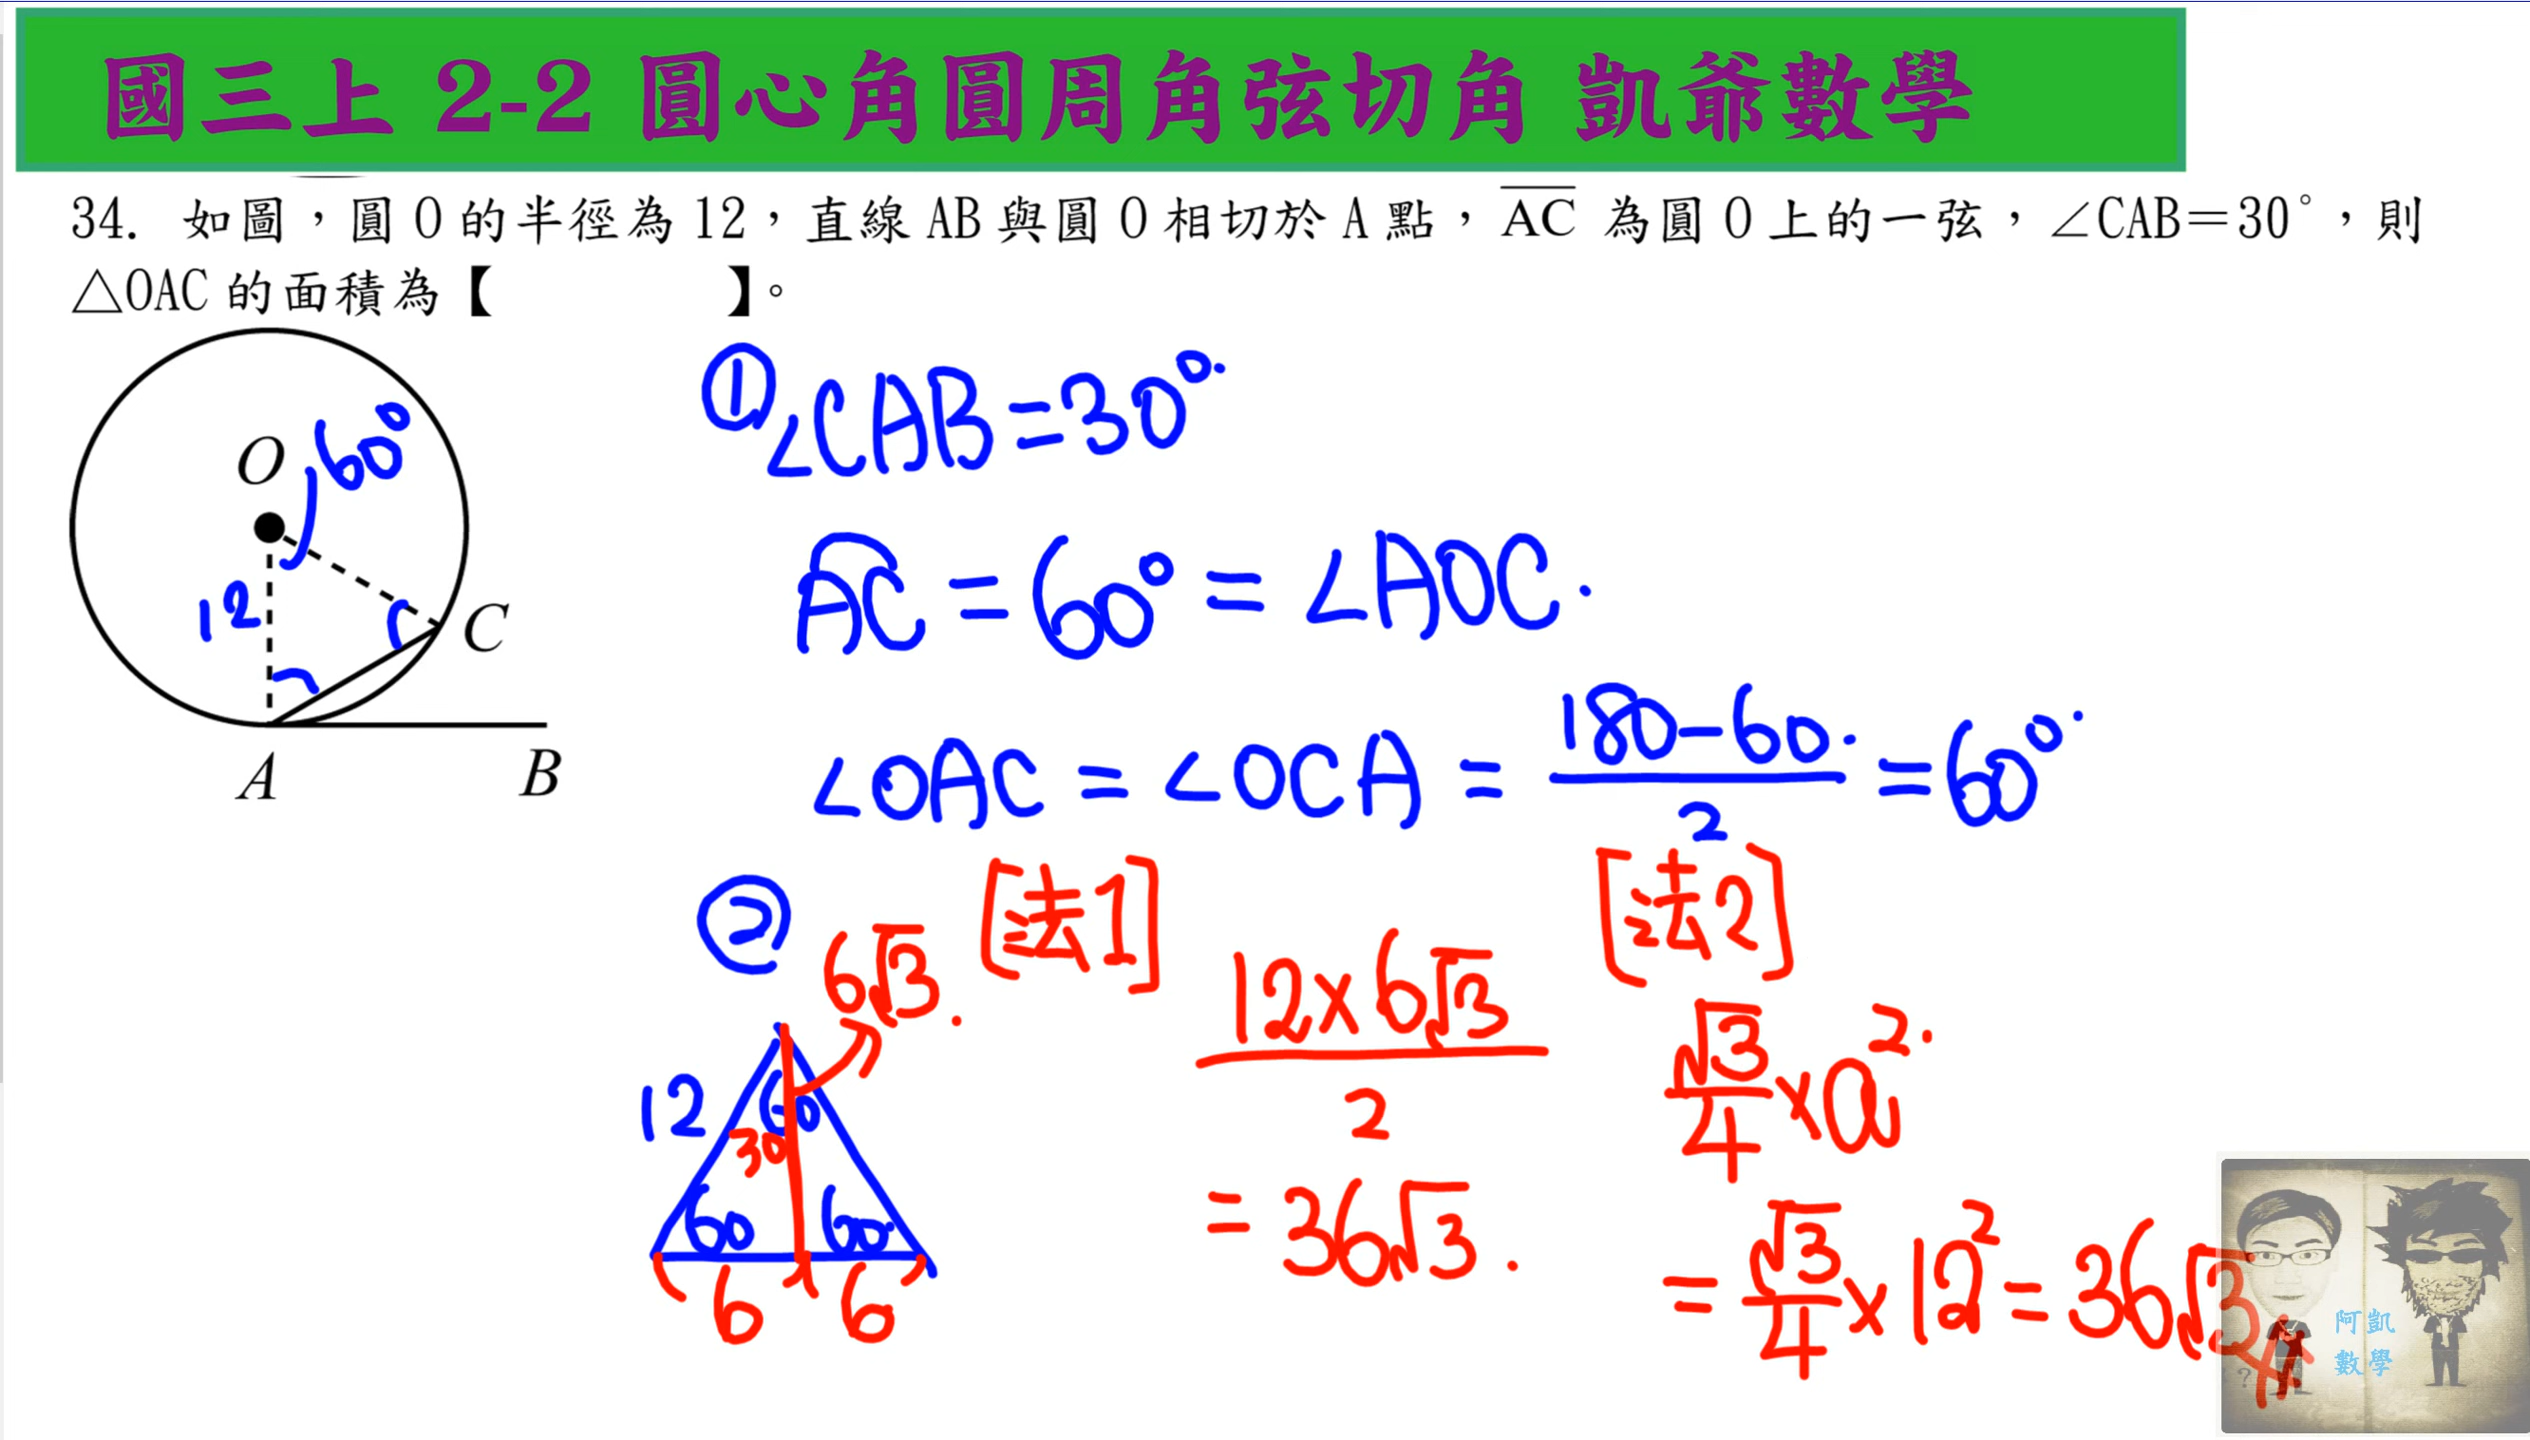 國三上 2-2 圓心角圓周角弦切角 凱爺數學
34. 如圖，圓 O 的半徑為 12，直線 AB 與圓 O 相切於 A 點，A̅C̅ 為圓 O 上的一弦，∠CAB＝30°，則
△OAC 的面積為【　　　】。
O 60°
12
C
A B
① ∠CAB=30°.
⌒AC = 60° = ∠AOC.
∠OAC = ∠OCA = (180-60)/2 = 60°
②
6√3.
12
60
30
60 60
6 6
[法1]
12×6√3/2
= 36√3.
[法2]
√3/4 × a².
= √3/4 × 12² = 36√3
阿凱
數學
?